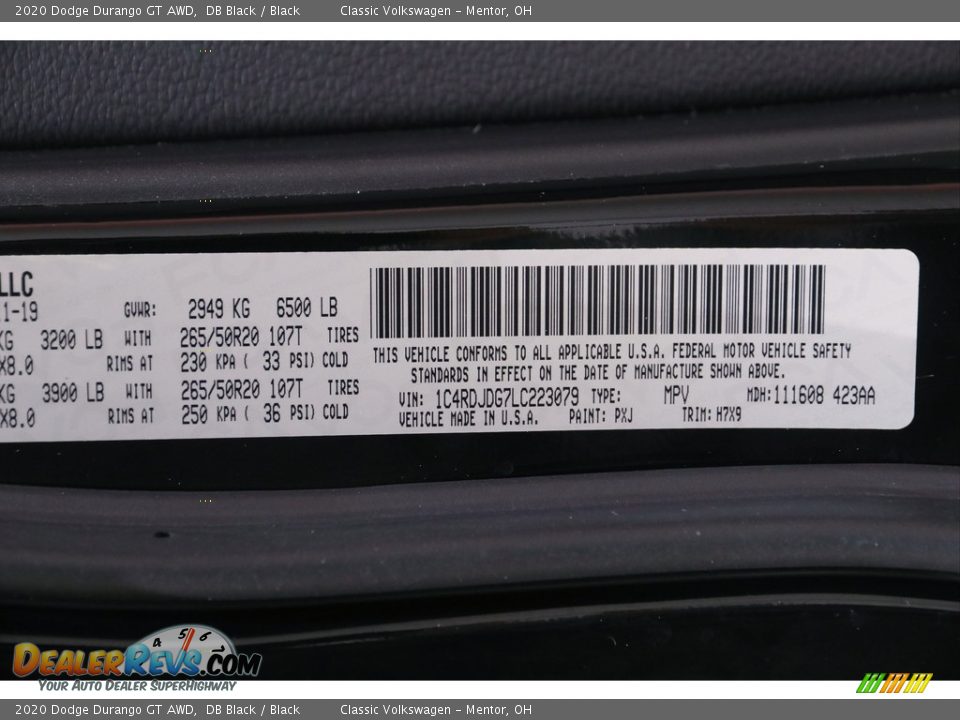 2020 Dodge Durango GT AWD, DB Black / Black Classic Volkswagen - Mentor, OH
LLC
1-19 GVWR: 2949 KG 6500 LB
KG 3200 LB WITH 265/50R20 107T TIRES
X8.0 RIMS AT 230 KPA ( 33 PSI) COLD
KG 3900 LB WITH 265/50R20 107T TIRES
X8.0 RIMS AT 250 KPA ( 36 PSI) COLD
THIS VEHICLE CONFORMS TO ALL APPLICABLE U.S.A. FEDERAL MOTOR VEHICLE SAFETY
STANDARDS IN EFFECT ON THE DATE OF MANUFACTURE SHOWN ABOVE.
VIN: 1C4RDJDG7LC223079 TYPE: MPV MDH:111608 423AA
VEHICLE MADE IN U.S.A. PAINT: PXJ TRIM: H7X9
4 5 6
DEALERREVS.COM
YOUR AUTO DEALER SUPERHIGHWAY
2020 Dodge Durango GT AWD, DB Black / Black Classic Volkswagen - Mentor, OH